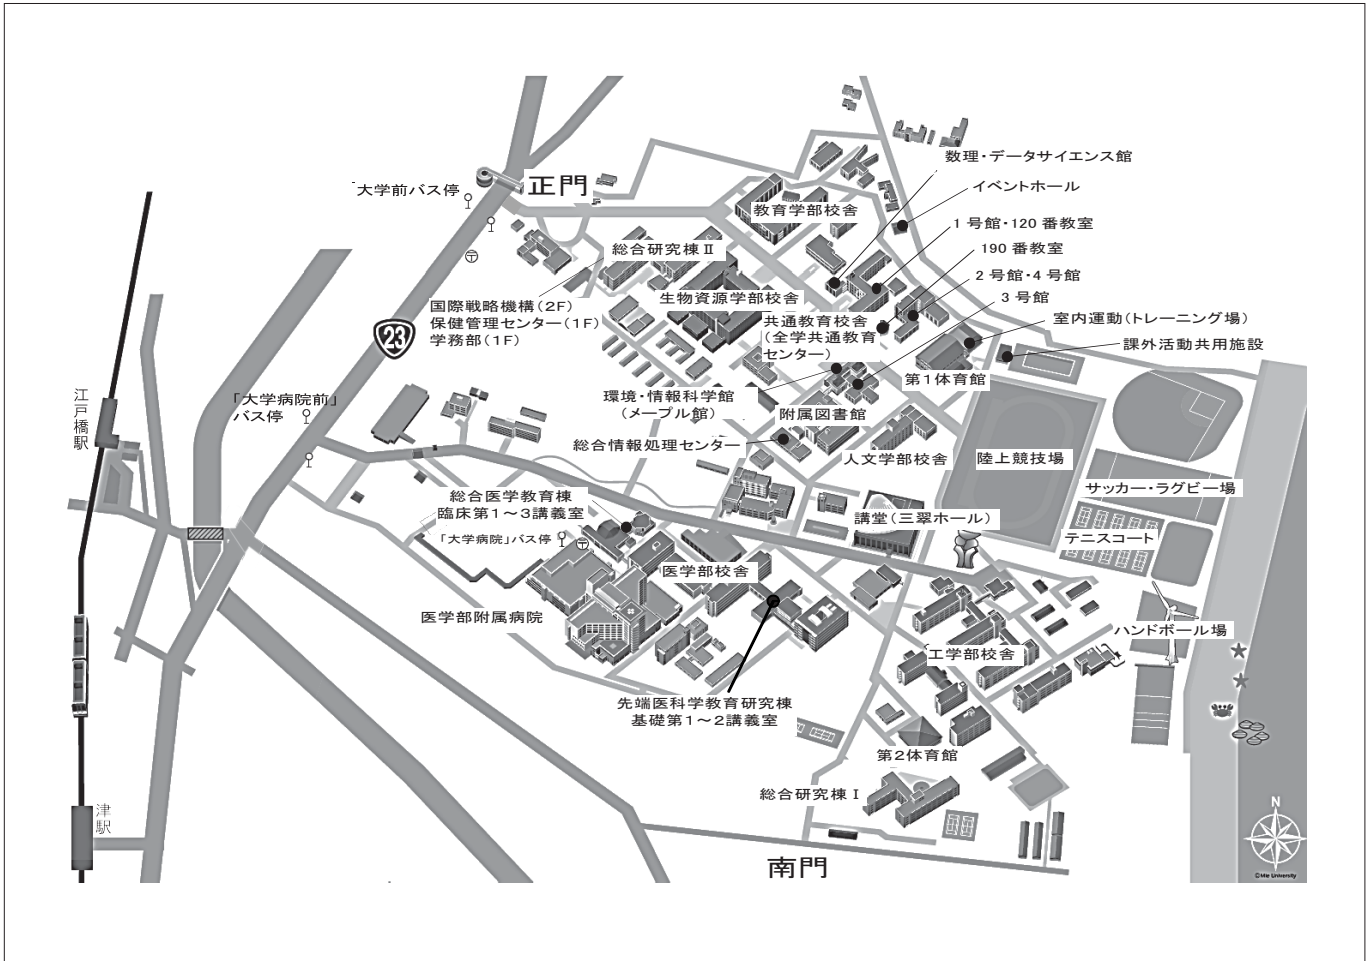 数理・データサイエンス館
正門
「大学前バス停
イベントホール
教育学部校舎
1号館・120番教室
190番教室
総合研究棟Ⅱ
2号館・4号館
3号館
生物資源学部校舎
国際戦略機構(2F)
保健管理センター(1F)
学務部(1F)
共通教育校舎
(全学共通教育
センター)
室内運動(トレーニング場)
課外活動共用施設
23
第1体育館
環境・情報科学館
(メープル館)
江戸橋駅
「大学病院前」
バス停
附属図書館
総合情報処理センター
人文学部校舎
陸上競技場
サッカー・ラグビー場
総合医学教育棟
臨床第1~3講義室
「大学病院」バス停
講堂(三翠ホール)
テニスコート
医学部校舎
医学部附属病院
ハンドボール場
工学部校舎
先端医科学教育研究棟
基礎第1~2講義室
第2体育館
総合研究棟Ⅰ
津駅
南門
N
©Mie University